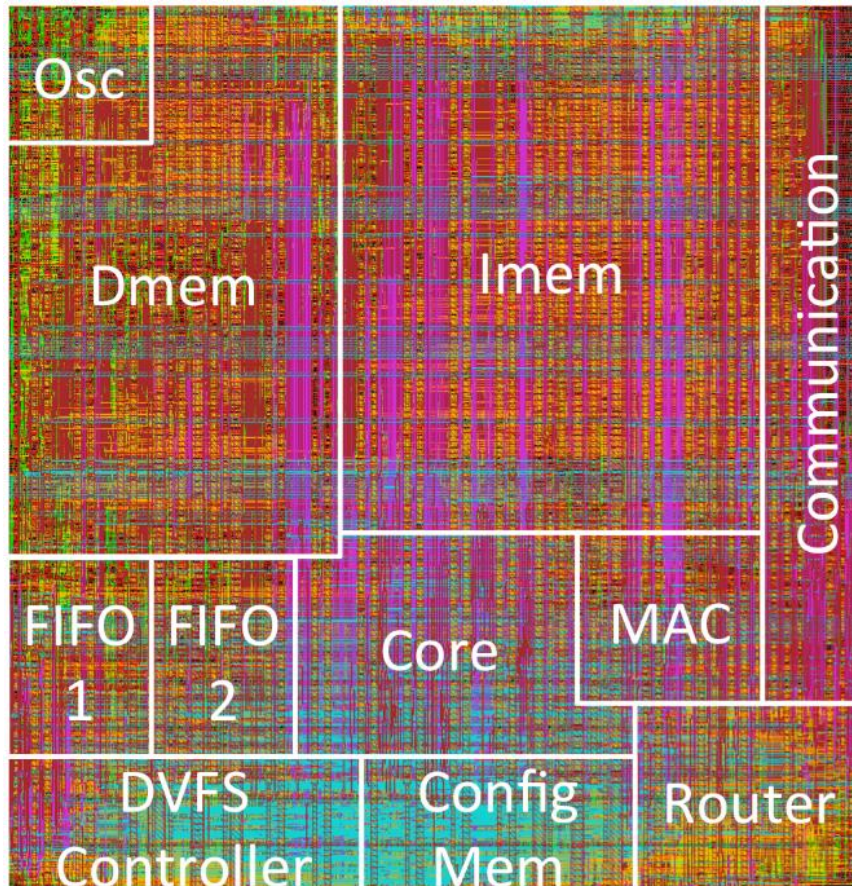 Osc
Dmem
Imem
Communication
FIFO
1
FIFO
2
Core
MAC
DVFS
Controller
Config
Mem
Router